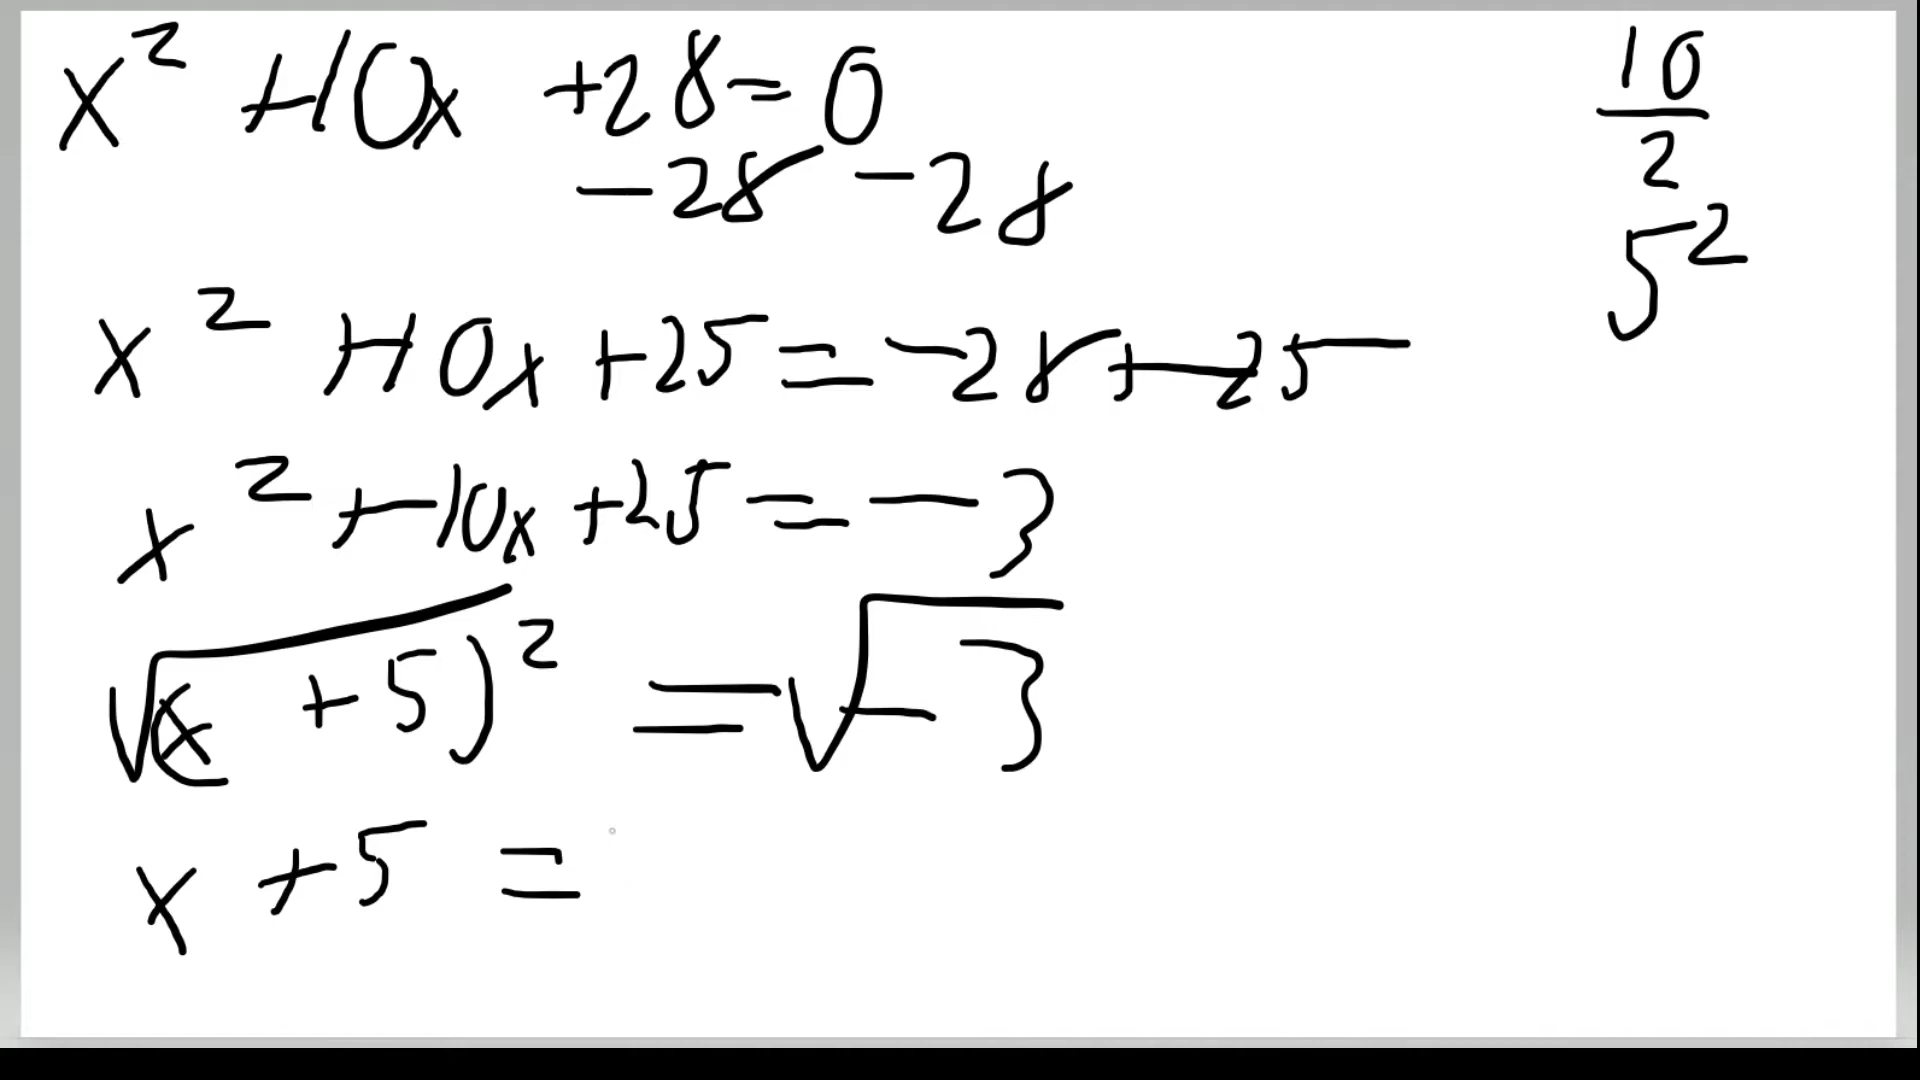 x² +10x +28=0
-28 -28
x² +10x +25 = -28+25
x² +10x +25 = -3
√(x +5)² = √-3
x +5 =
10
2
5²